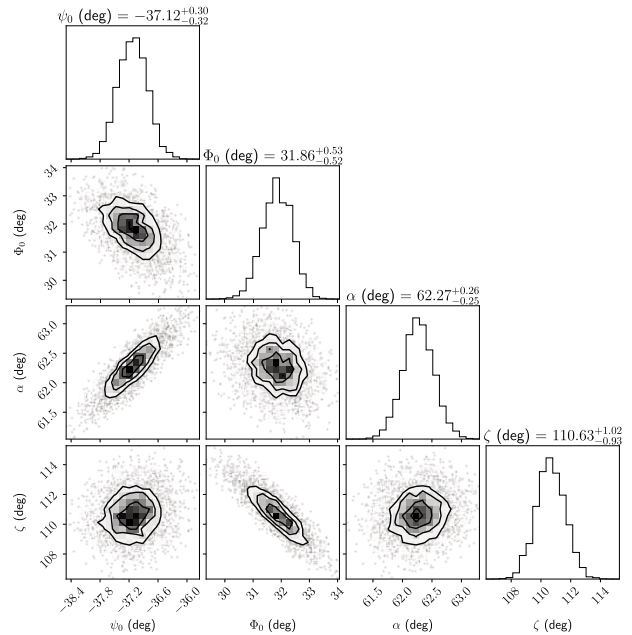 ψ₀ (deg) = −37.12 +0.30 −0.32
34
33
32
31
30
Φ₀ (deg)
Φ₀ (deg) = 31.86 +0.53 −0.52
63.0
62.5
62.0
61.5
α (deg)
α (deg) = 62.27 +0.26 −0.25
114
112
110
108
ζ (deg)
ζ (deg) = 110.63 +1.02 −0.93
−38.4 −37.8 −37.2 −36.6 −36.0
ψ₀ (deg)
30 31 32 33 34
Φ₀ (deg)
61.5 62.0 62.5 63.0
α (deg)
108 110 112 114
ζ (deg)